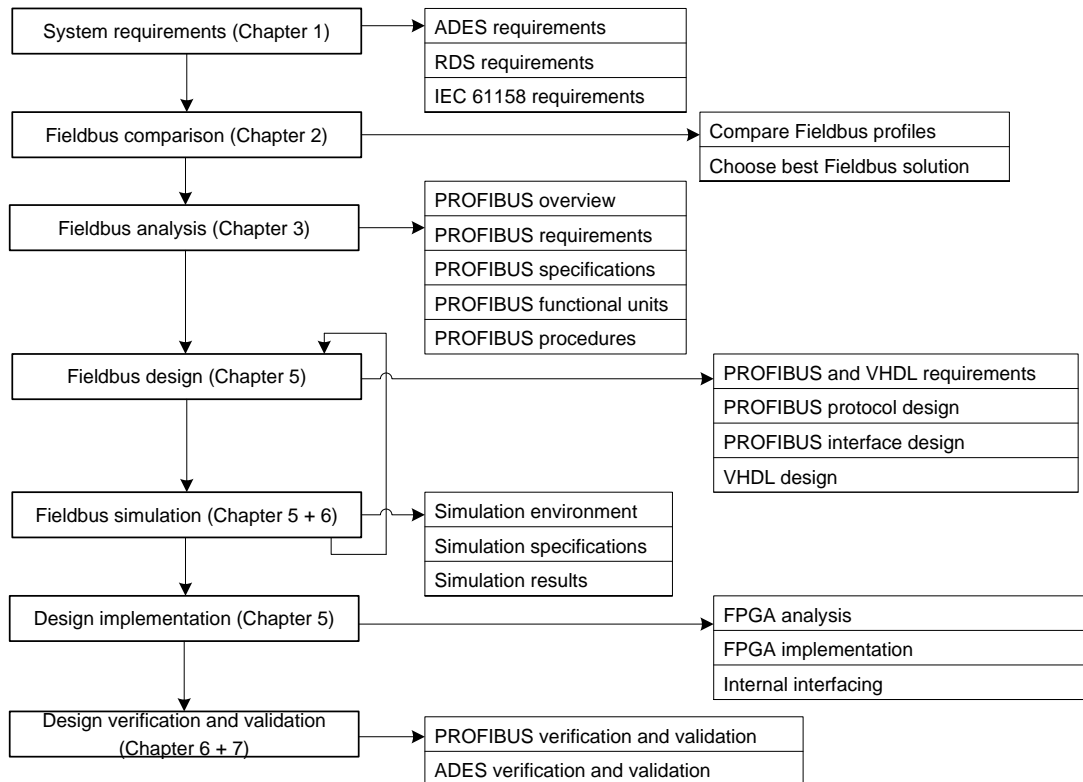 System requirements (Chapter 1)
ADES requirements
RDS requirements
IEC 61158 requirements
Fieldbus comparison (Chapter 2)
Compare Fieldbus profiles
Choose best Fieldbus solution
Fieldbus analysis (Chapter 3)
PROFIBUS overview
PROFIBUS requirements
PROFIBUS specifications
PROFIBUS functional units
PROFIBUS procedures
Fieldbus design (Chapter 5)
PROFIBUS and VHDL requirements
PROFIBUS protocol design
PROFIBUS interface design
VHDL design
Fieldbus simulation (Chapter 5 + 6)
Simulation environment
Simulation specifications
Simulation results
Design implementation (Chapter 5)
FPGA analysis
FPGA implementation
Internal interfacing
Design verification and validation
(Chapter 6 + 7)
PROFIBUS verification and validation
ADES verification and validation